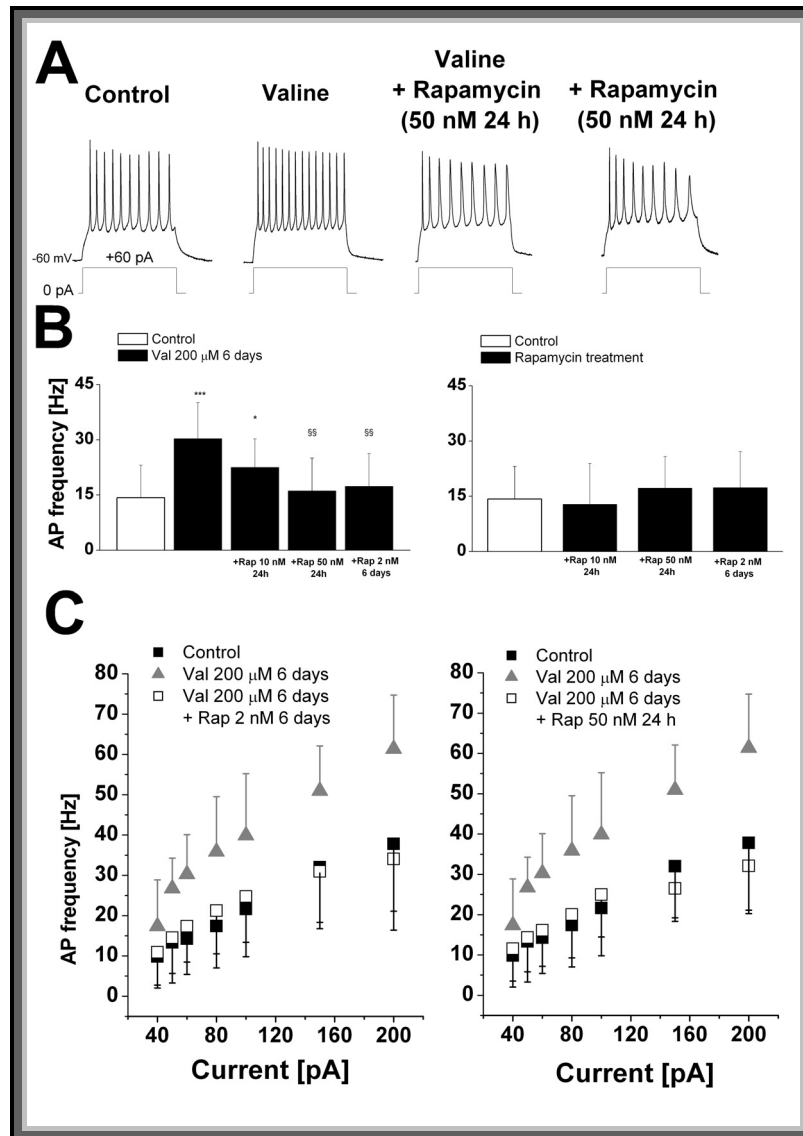 A
Control
Valine
Valine
+ Rapamycin
(50 nM 24 h)
+ Rapamycin
(50 nM 24 h)
-60 mV
+60 pA
0 pA
B
Control
Val 200 μM 6 days
AP frequency [Hz]
45
30
15
0
***
*
§§
§§
+Rap 10 nM
24h
+Rap 50 nM
24h
+Rap 2 nM
6 days
Control
Rapamycin treatment
45
30
15
0
+Rap 10 nM
24h
+Rap 50 nM
24h
+Rap 2 nM
6 days
C
Control
Val 200 μM 6 days
Val 200 μM 6 days
+ Rap 2 nM 6 days
AP frequency [Hz]
80
70
60
50
40
30
20
10
0
40 80 120 160 200
Current [pA]
Control
Val 200 μM 6 days
Val 200 μM 6 days
+ Rap 50 nM 24 h
80
70
60
50
40
30
20
10
0
40 80 120 160 200
Current [pA]